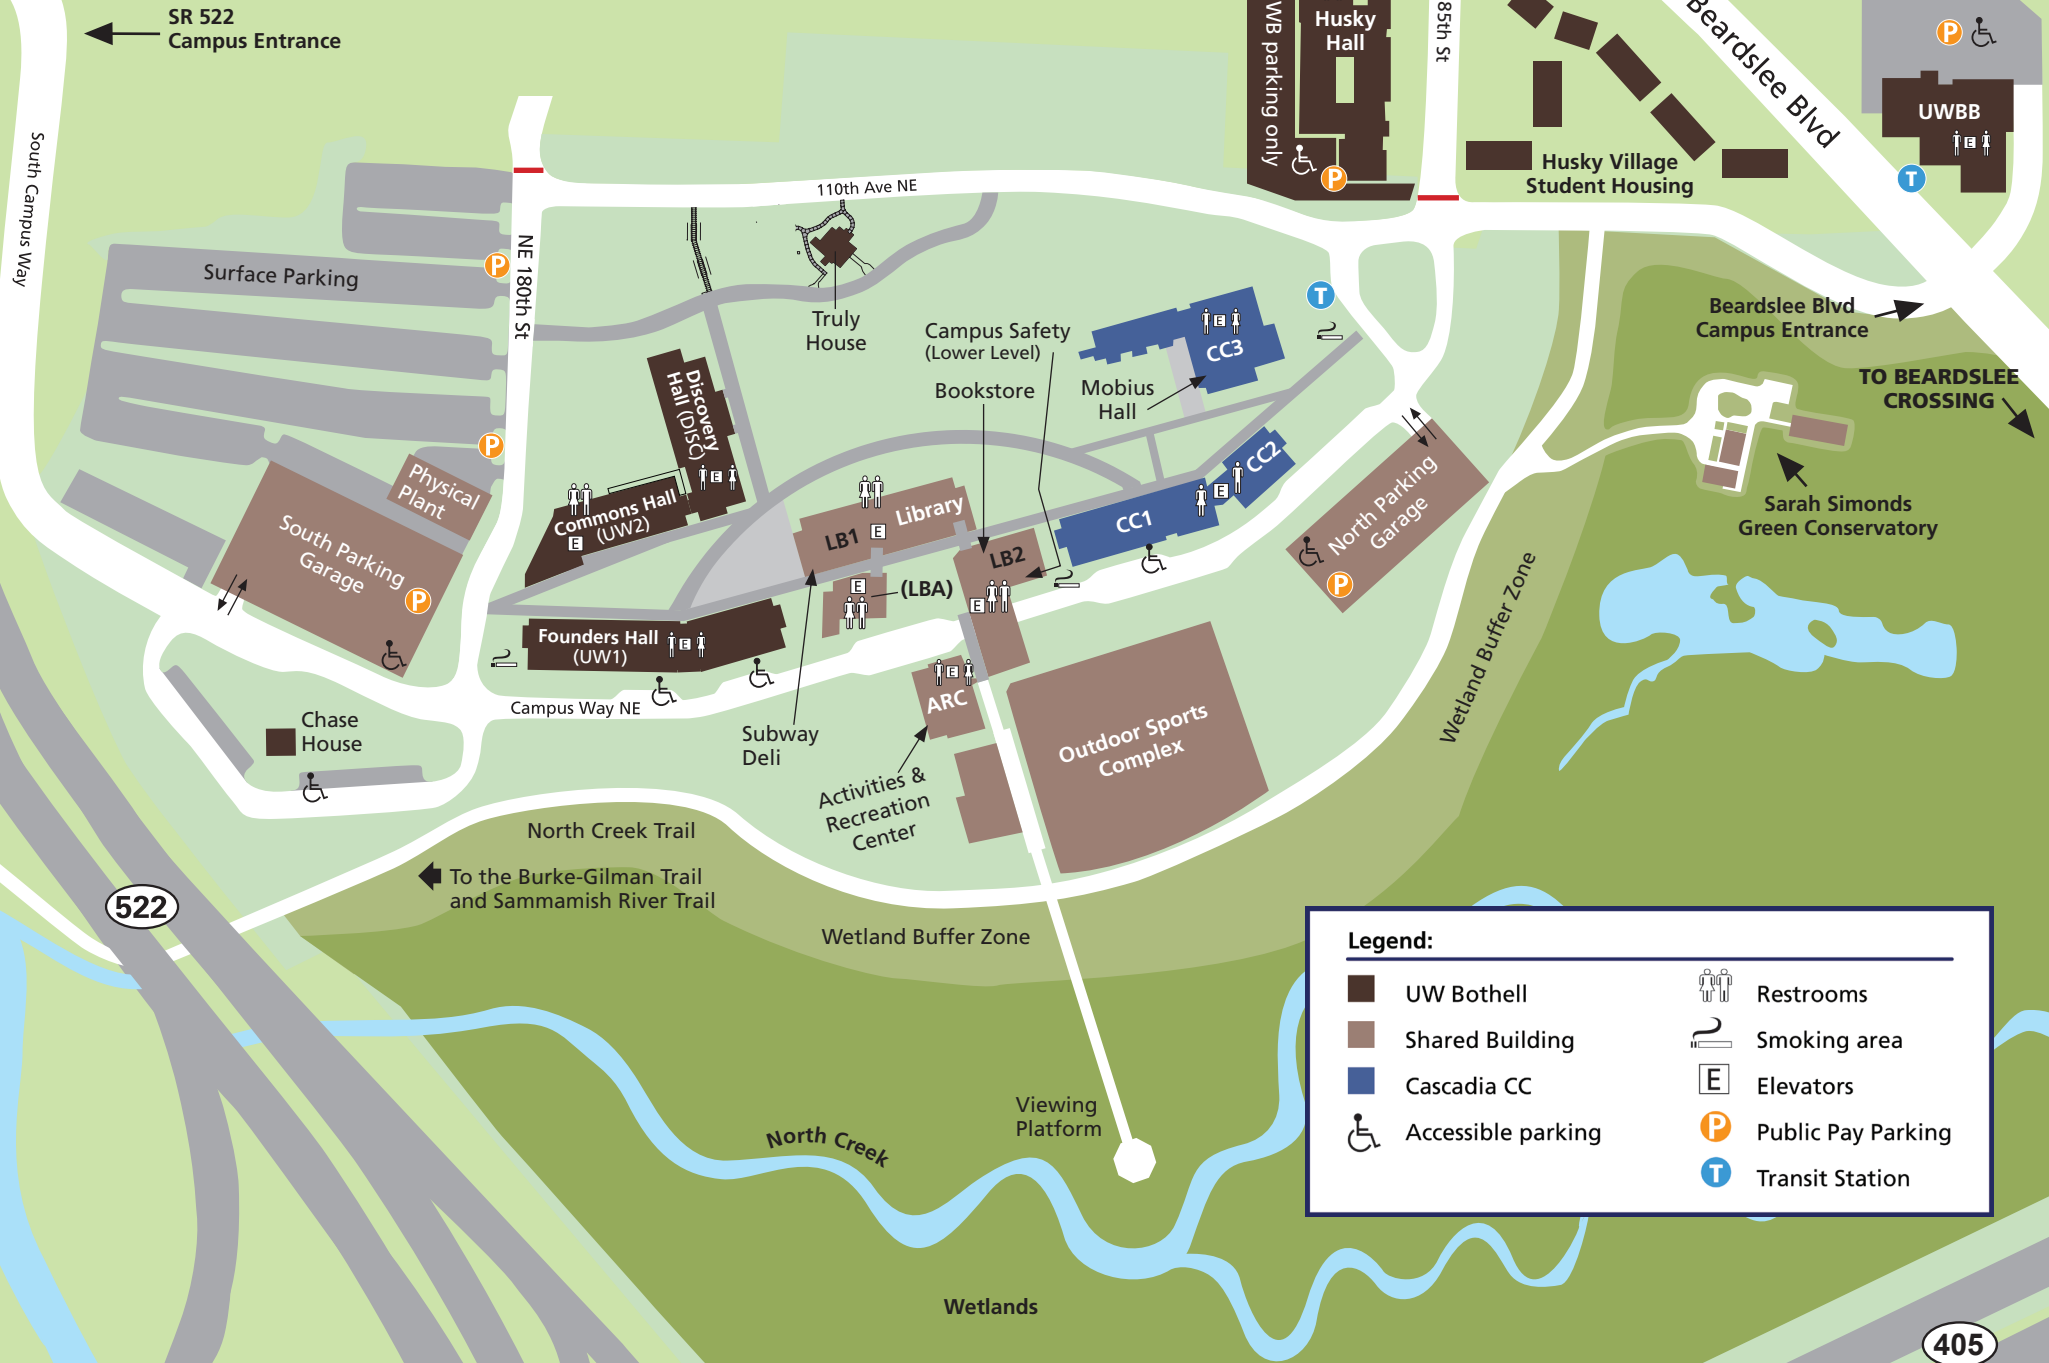 SR 522
Campus Entrance
South Campus Way
Surface Parking
P
P
NE 180th St
110th Ave NE
Truly
House
WB parking only
Husky
Hall
P
85th St
Husky Village
Student Housing
Beardslee Blvd
P
UWBB
E
T
Beardslee Blvd
Campus Entrance
TO BEARDSLEE
CROSSING
Sarah Simonds
Green Conservatory
T
Campus Safety
(Lower Level)
Bookstore
Mobius
Hall
E
CC3
CC2
E
CC1
North Parking
Garage
P
Discovery
Hall (DISC)
E
Commons Hall
(UW2)
E
Physical
Plant
South Parking
Garage
P
Library
LB1
E
LB2
E
(LBA)
E
Founders Hall
(UW1)
E
Campus Way NE
Chase
House
Subway
Deli
E
ARC
Activities &
Recreation
Center
Outdoor Sports
Complex
Wetland Buffer Zone
North Creek Trail
To the Burke-Gilman Trail
and Sammamish River Trail
522
Wetland Buffer Zone
Viewing
Platform
North Creek
Wetlands
Legend:
UW Bothell
Shared Building
Cascadia CC
Accessible parking
Restrooms
Smoking area
E Elevators
P Public Pay Parking
T Transit Station
405